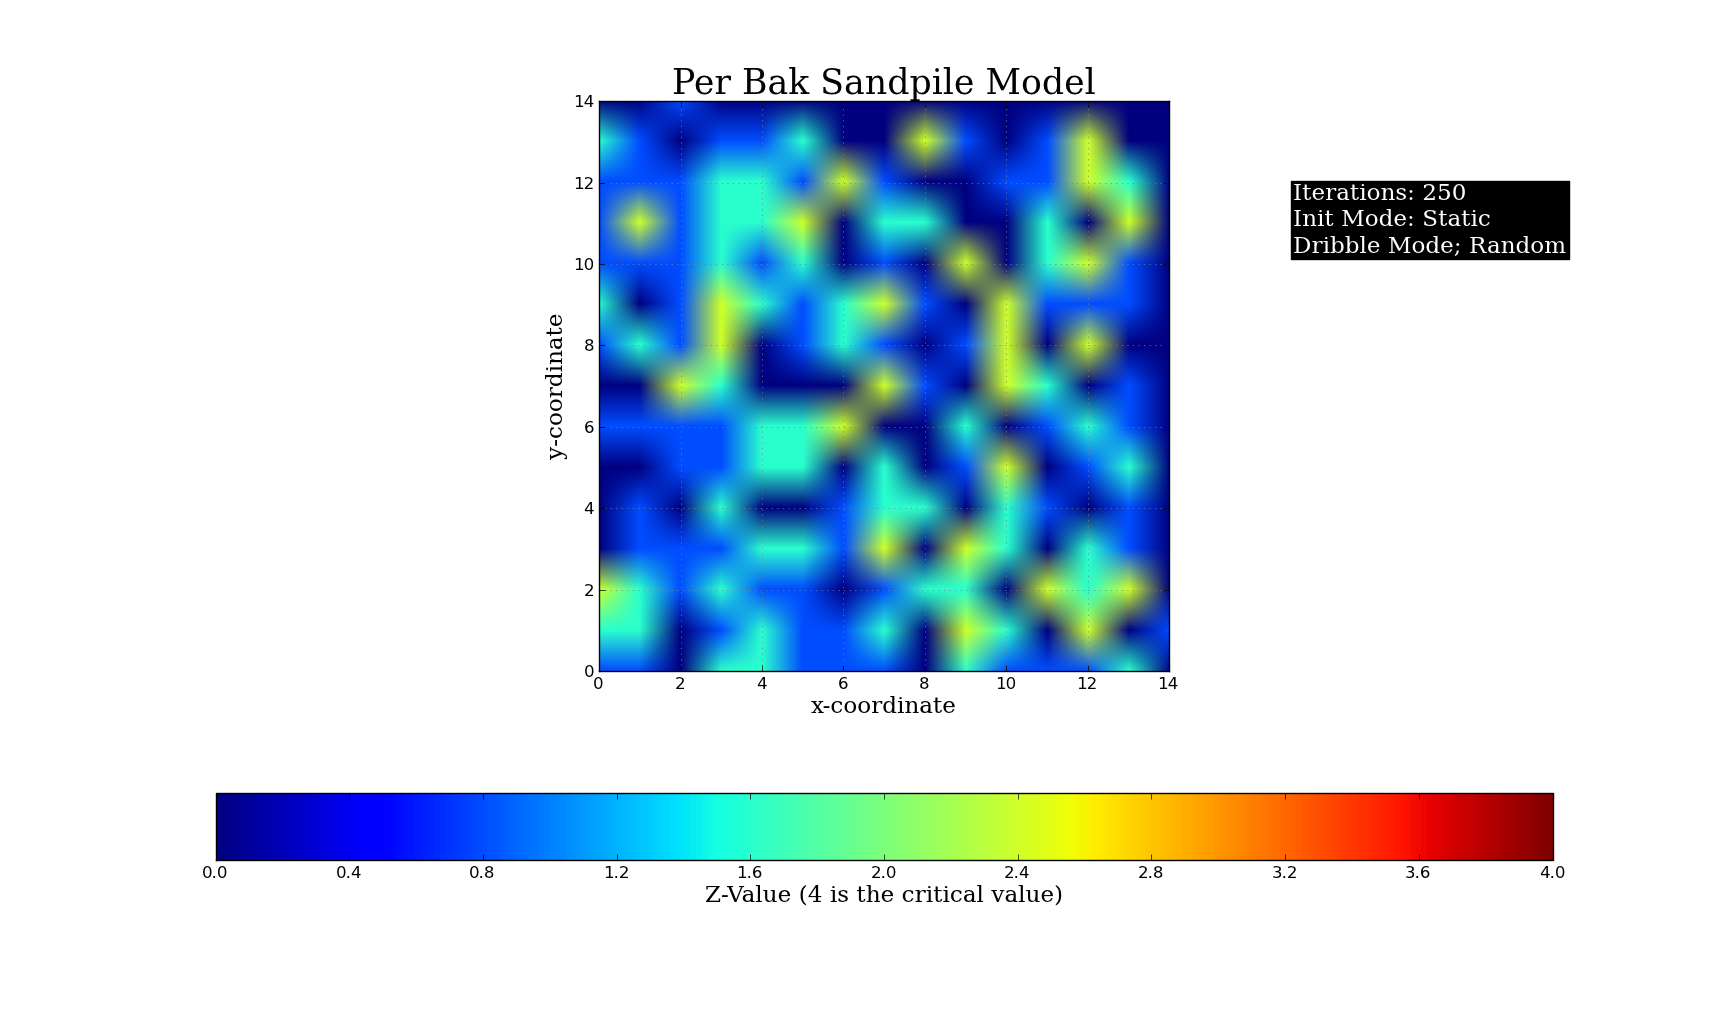 Per Bak Sandpile Model
14
12
10
8
6
4
2
0
y-coordinate
0 2 4 6 8 10 12 14
x-coordinate
Iterations: 250
Init Mode: Static
Dribble Mode; Random
0.0 0.4 0.8 1.2 1.6 2.0 2.4 2.8 3.2 3.6 4.0
Z-Value (4 is the critical value)